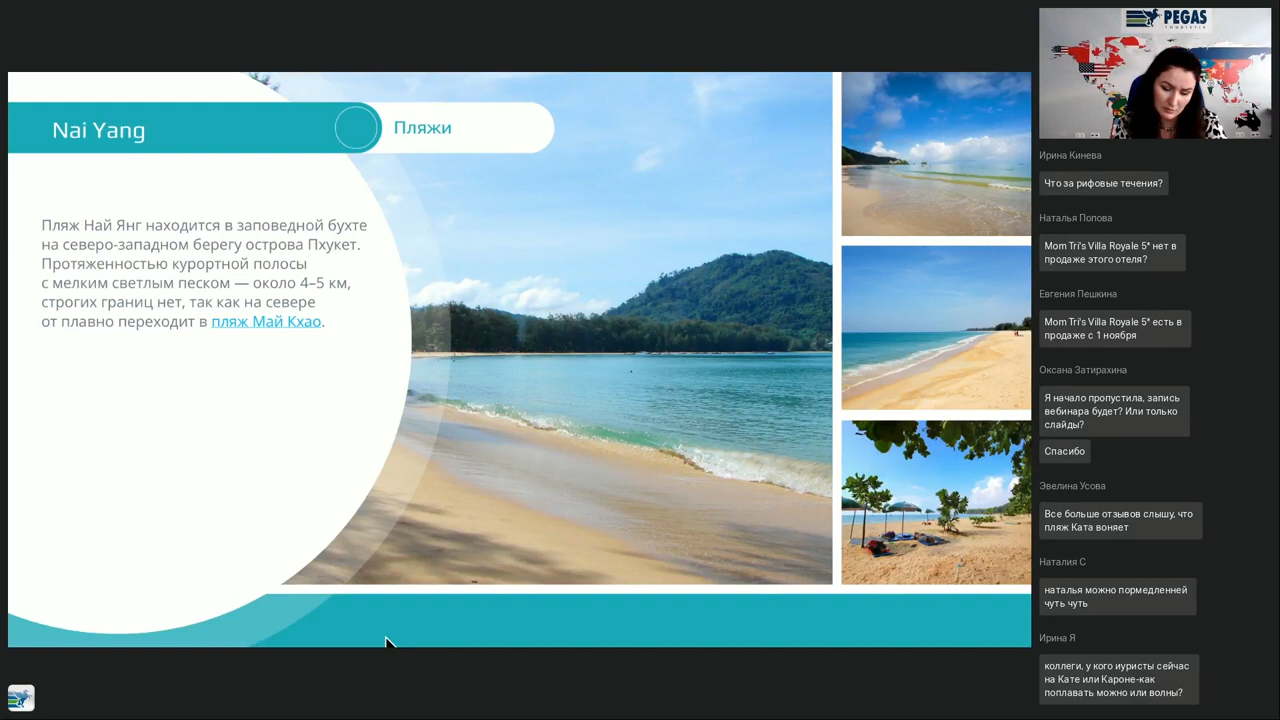 Nai Yang
Пляжи
Пляж Най Янг находится в заповедной бухте
на северо-западном берегу острова Пхукет.
Протяженностью курортной полосы
с мелким светлым песком — около 4–5 км,
строгих границ нет, так как на севере
от плавно переходит в пляж Май Кхао.
PEGAS
TOURISTIK
Ирина Кинева
Что за рифовые течения?
Наталья Попова
Mom Tri's Villa Royale 5* нет в
продаже этого отеля?
Евгения Пешкина
Mom Tri's Villa Royale 5* есть в
продаже с 1 ноября
Оксана Затирахина
Я начало пропустила, запись
вебинара будет? Или только
слайды?
Спасибо
Эвелина Усова
Все больше отзывов слышу, что
пляж Ката воняет
Наталия С
наталья можно пормедленней
чуть чуть
Ирина Я
коллеги, у кого иуристы сейчас
на Кате или Кароне-как
поплавать можно или волны?